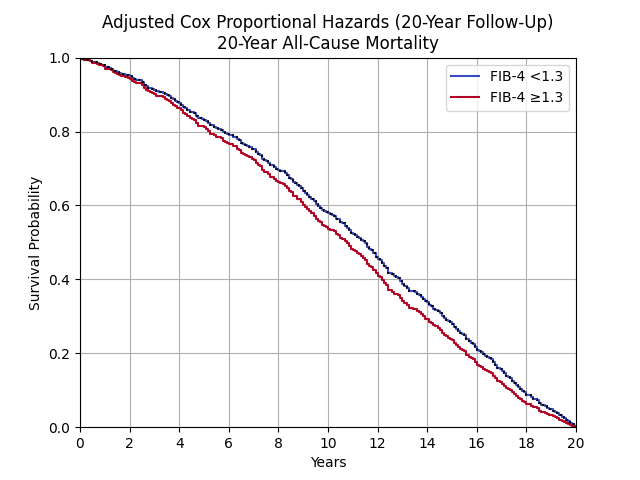 Adjusted Cox Proportional Hazards (20-Year Follow-Up)
20-Year All-Cause Mortality
FIB-4 <1.3
FIB-4 ≥1.3
Survival Probability
1.0
0.8
0.6
0.4
0.2
0.0
0 2 4 6 8 10 12 14 16 18 20
Years